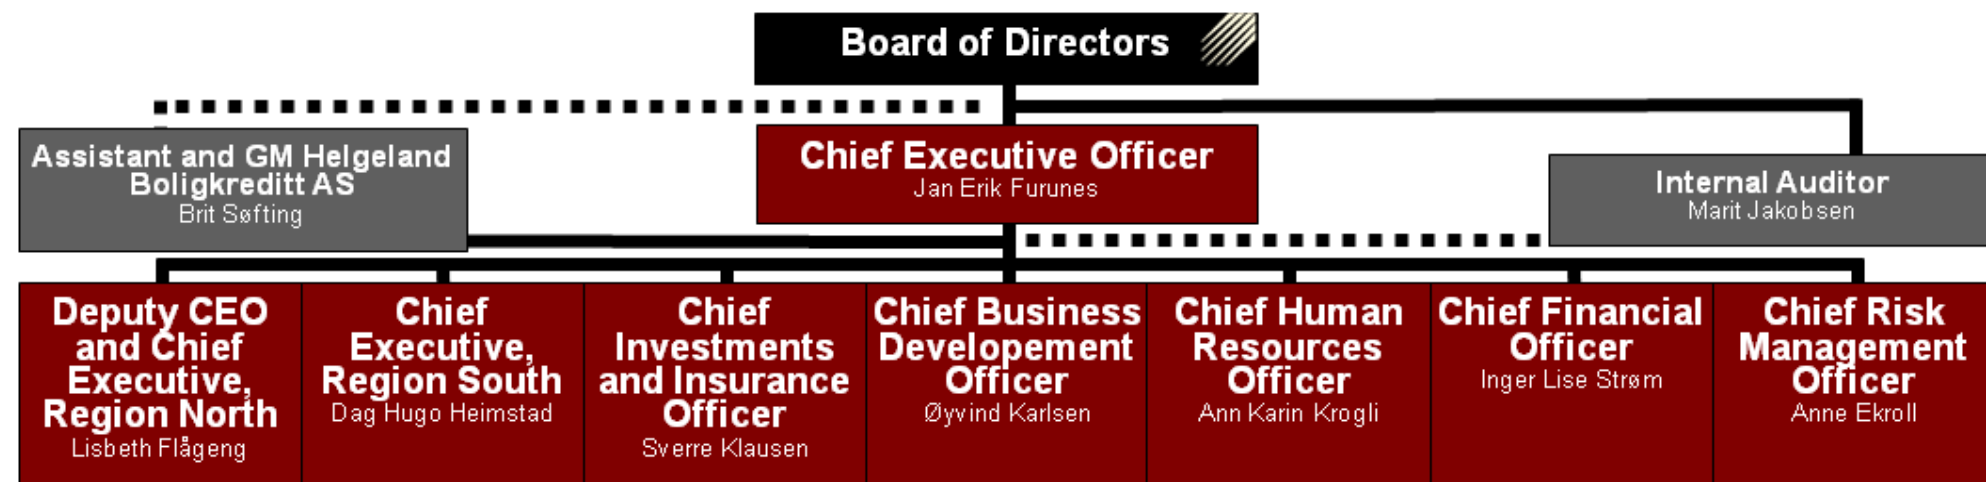 Board of Directors
Assistant and GM Helgeland
Boligkreditt AS
Brit Søfting
Chief Executive Officer
Jan Erik Furunes
Internal Auditor
Marit Jakobsen
Deputy CEO
and Chief
Executive,
Region North
Lisbeth Flågeng
Chief
Executive,
Region South
Dag Hugo Heimstad
Chief
Investments
and Insurance
Officer
Sverre Klausen
Chief Business
Developement
Officer
Øyvind Karlsen
Chief Human
Resources
Officer
Ann Karin Krogli
Chief Financial
Officer
Inger Lise Strøm
Chief Risk
Management
Officer
Anne Ekroll